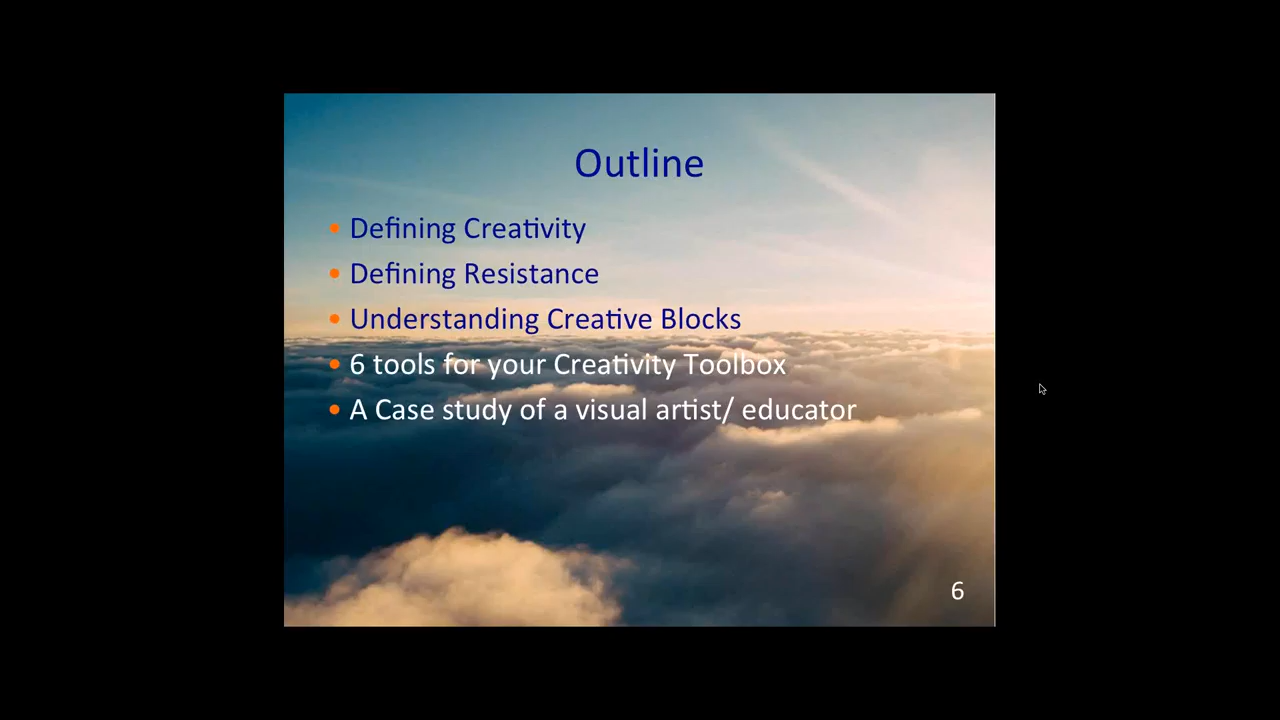 Outline
• Defining Creativity
• Defining Resistance
• Understanding Creative Blocks
• 6 tools for your Creativity Toolbox
• A Case study of a visual artist/ educator
6